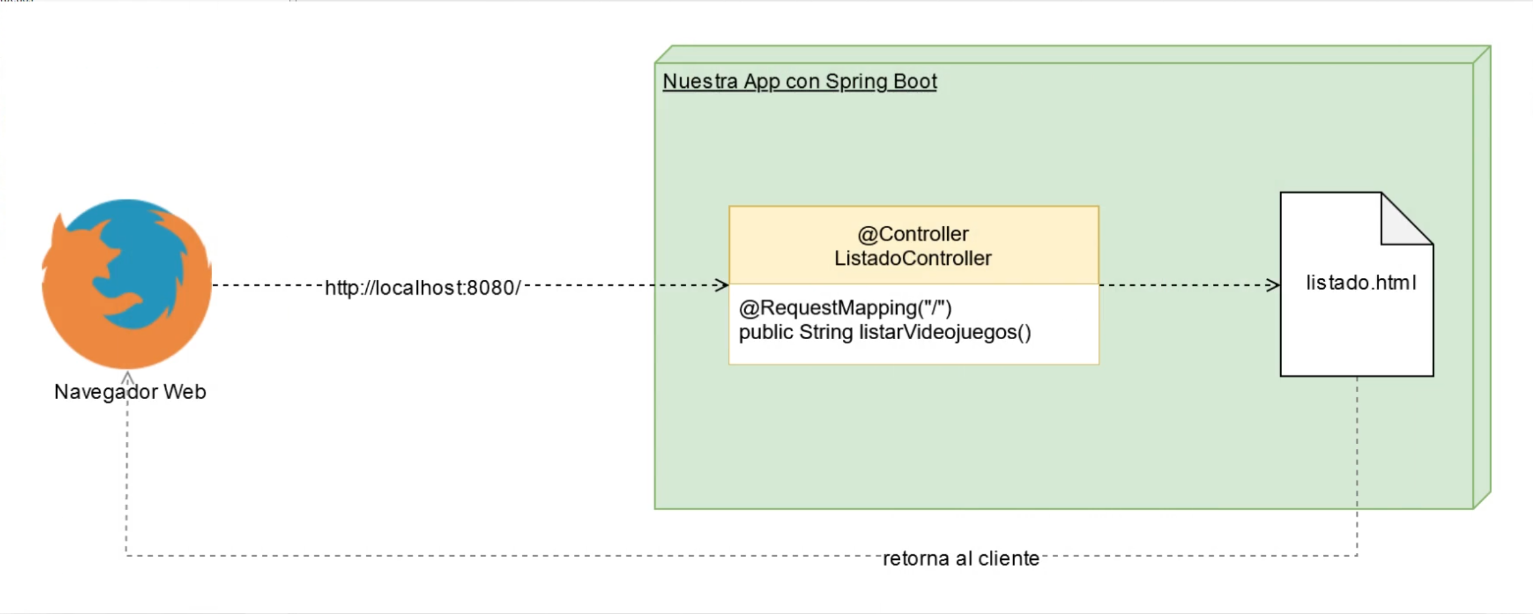 Nuestra App con Spring Boot
@Controller
ListadoController
http://localhost:8080/
@RequestMapping("/")
public String listarVideojuegos()
listado.html
Navegador Web
retorna al cliente